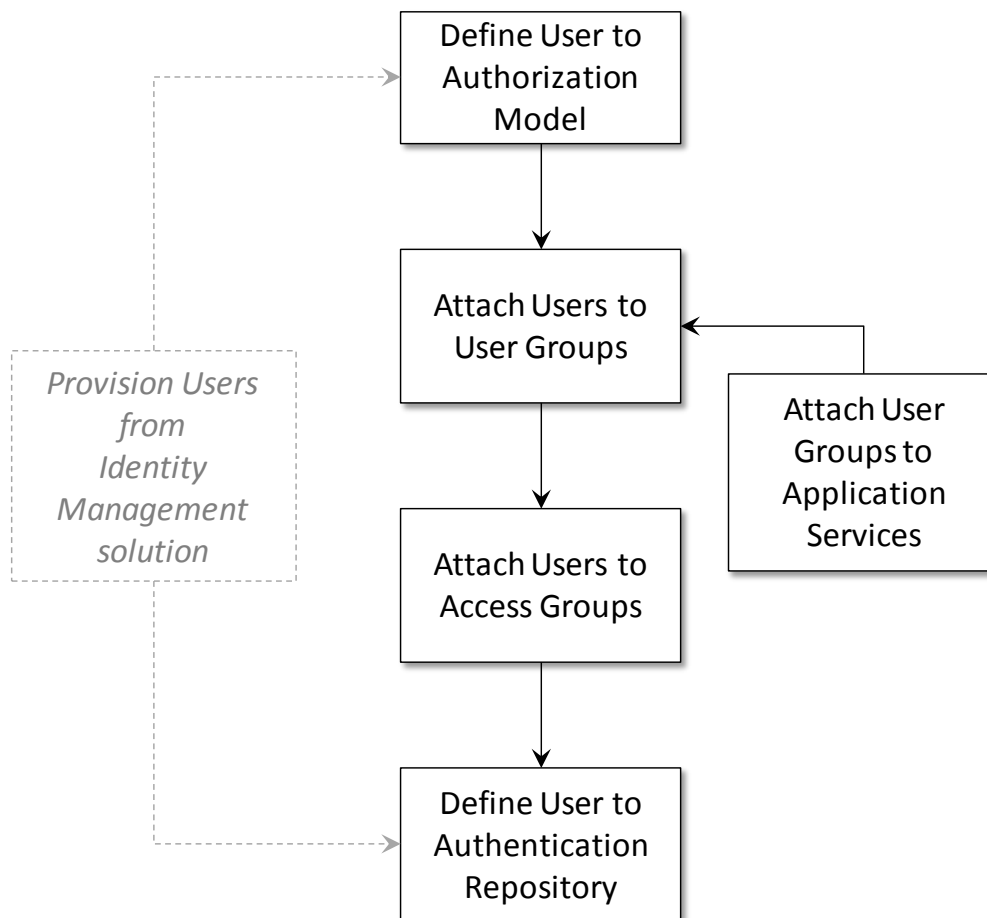 Define User to
Authorization
Model
Attach Users to
User Groups
Provision Users
from
Identity
Management
solution
Attach User
Groups to
Application
Services
Attach Users to
Access Groups
Define User to
Authentication
Repository